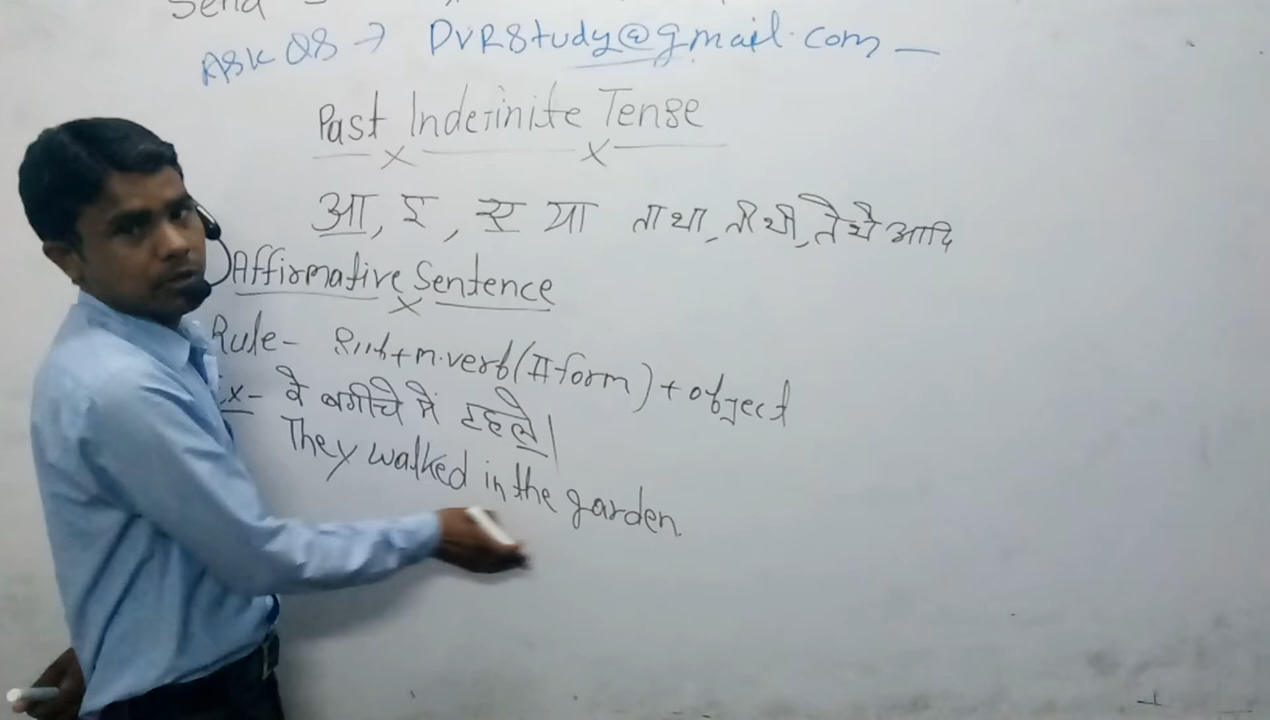 Send
ASK QS → DVRStudy@gmail.com
Past Indefinite Tense
आ, ए, ये या ता था, ती थी, ते थे आदि
Affirmative Sentence
Rule- Sub+m.verb(II form)+object
Ex- वे बगीचे में टहले।
They walked in the garden.